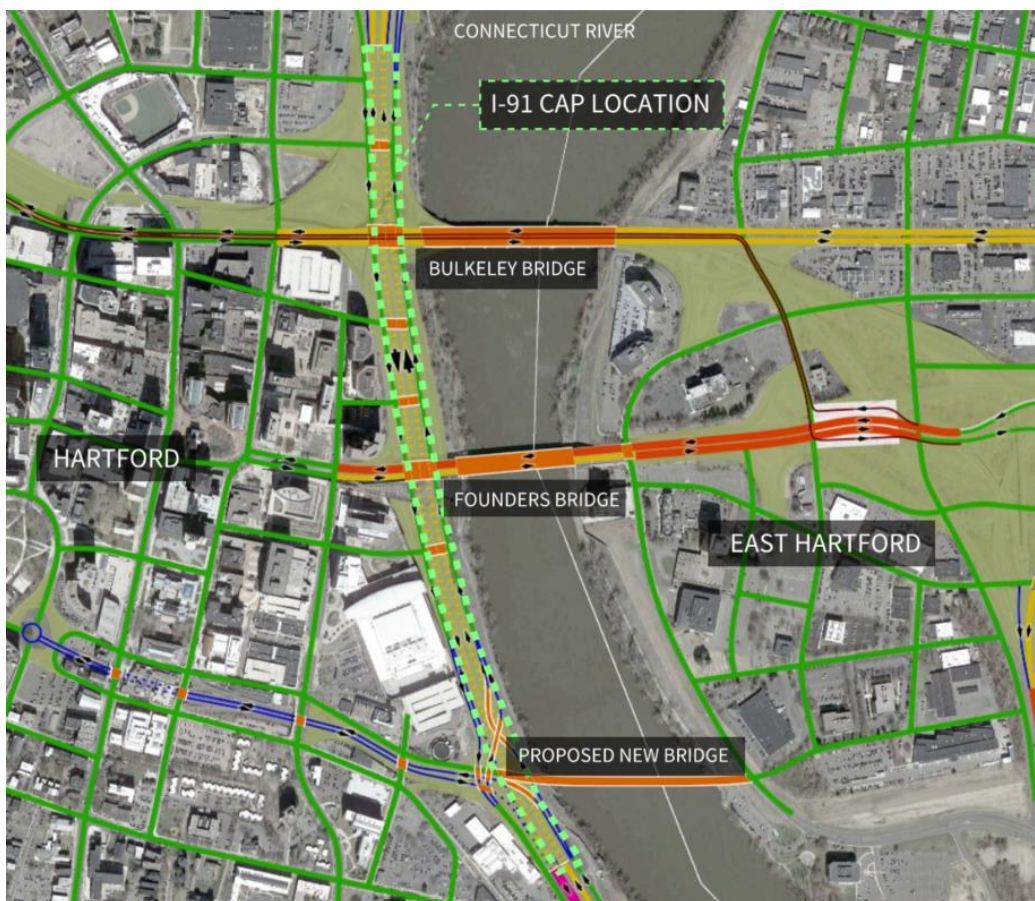 CONNECTICUT RIVER
I-91 CAP LOCATION
BULKELEY BRIDGE
HARTFORD
FOUNDERS BRIDGE
EAST HARTFORD
PROPOSED NEW BRIDGE